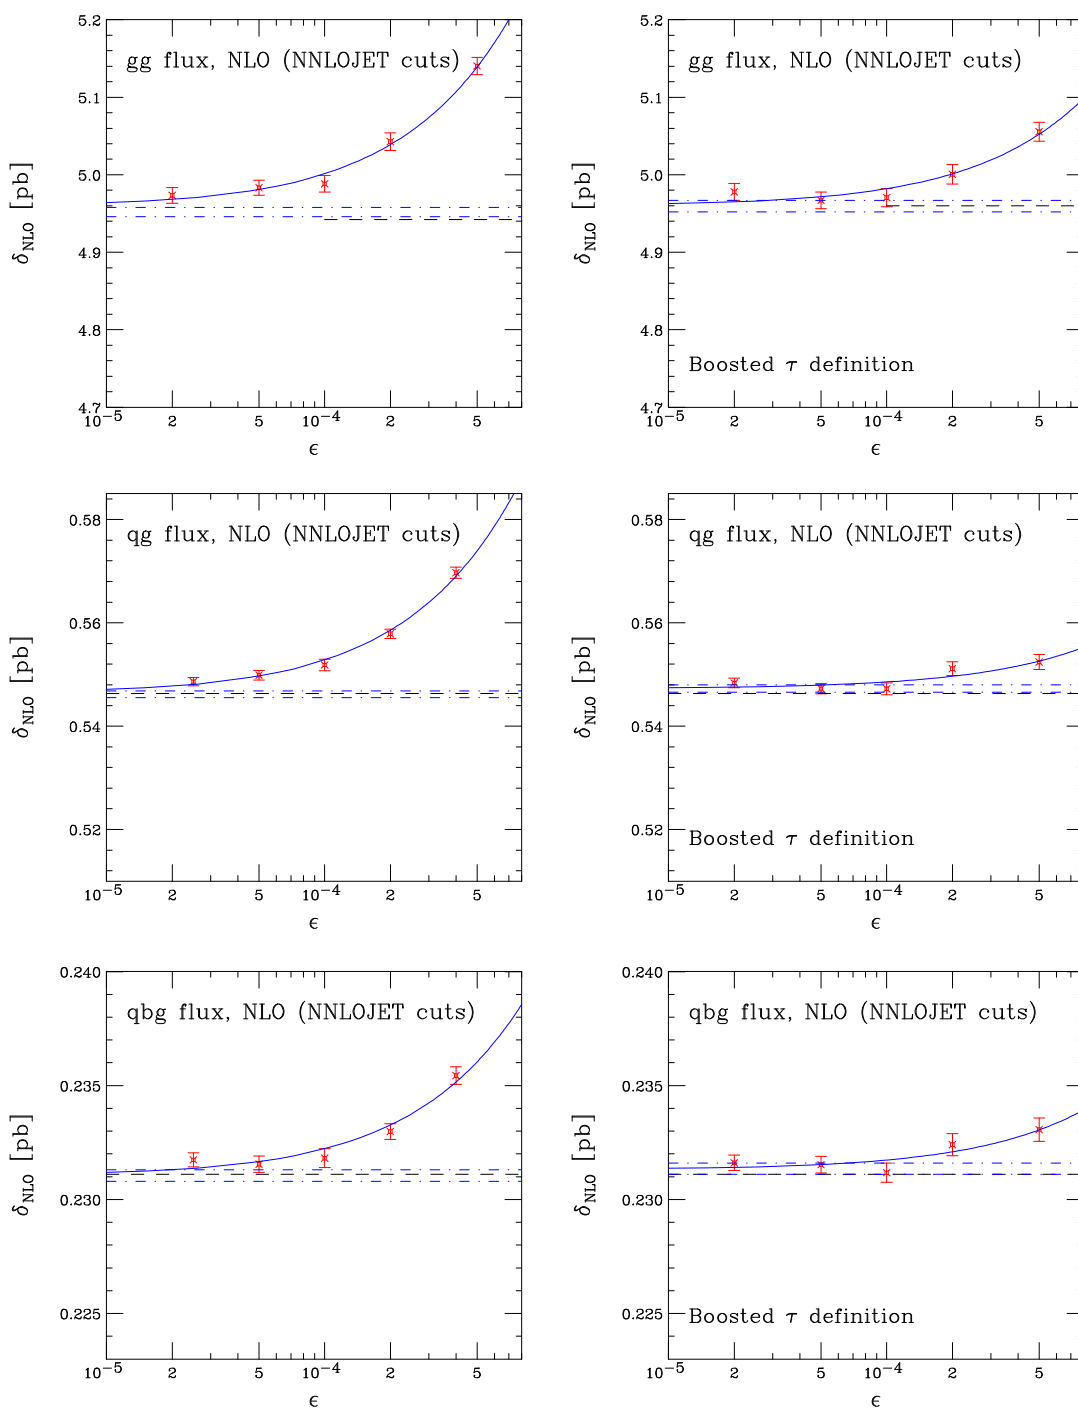 gg flux, NLO (NNLOJET cuts)
δNLO [pb]
5.2
5.1
5.0
4.9
4.8
4.7
10−5 2 5 10−4 2 5
ϵ
gg flux, NLO (NNLOJET cuts)
Boosted τ definition
δNLO [pb]
5.2
5.1
5.0
4.9
4.8
4.7
10−5 2 5 10−4 2 5
ϵ
qg flux, NLO (NNLOJET cuts)
δNLO [pb]
0.58
0.56
0.54
0.52
10−5 2 5 10−4 2 5
ϵ
qg flux, NLO (NNLOJET cuts)
Boosted τ definition
δNLO [pb]
0.58
0.56
0.54
0.52
10−5 2 5 10−4 2 5
ϵ
qbg flux, NLO (NNLOJET cuts)
δNLO [pb]
0.240
0.235
0.230
0.225
10−5 2 5 10−4 2 5
ϵ
qbg flux, NLO (NNLOJET cuts)
Boosted τ definition
δNLO [pb]
0.240
0.235
0.230
0.225
10−5 2 5 10−4 2 5
ϵ